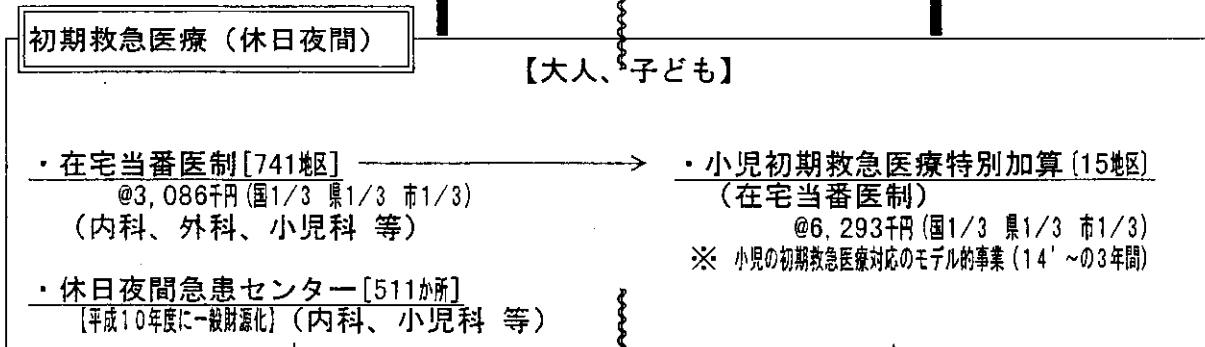 初期救急医療（休日夜間）
【大人、子ども】
・在宅当番医制[741地区]
@3,086千円(国1/3 県1/3 市1/3)
（内科、外科、小児科 等）
・休日夜間急患センター[511か所]
【平成10年度に一般財源化】（内科、小児科 等）
・小児初期救急医療特別加算[15地区]
（在宅当番医制）
@6,293千円(国1/3 県1/3 市1/3)
※ 小児の初期救急医療対応のモデル的事業(14'~の3年間)